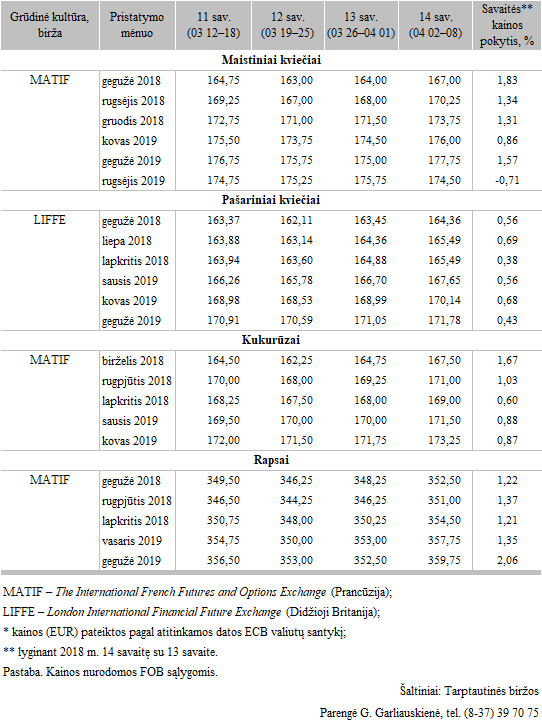 Grūdinė kultūra, birža Pristatymo mėnuo 11 sav. (03 12–18) 12 sav. (03 19–25) 13 sav. (03 26–04 01) 14 sav. (04 02–08) Savaitės** kainos pokytis, %
Maistiniai kviečiai
MATIF gegužė 2018 164,75 163,00 164,00 167,00 1,83
rugsėjis 2018 169,25 167,00 168,00 170,25 1,34
gruodis 2018 172,75 171,00 171,50 173,75 1,31
kovas 2019 175,50 173,75 174,50 176,00 0,86
gegužė 2019 176,75 175,75 175,00 177,75 1,57
rugsėjis 2019 174,75 175,25 175,75 174,50 -0,71
Pašariniai kviečiai
LIFFE gegužė 2018 163,37 162,11 163,45 164,36 0,56
liepa 2018 163,88 163,14 164,36 165,49 0,69
lapkritis 2018 163,94 163,60 164,88 165,49 0,38
sausis 2019 166,26 165,78 166,70 167,65 0,56
kovas 2019 168,98 168,53 168,99 170,14 0,68
gegužė 2019 170,91 170,59 171,05 171,78 0,43
Kukurūzai
MATIF birželis 2018 164,50 162,25 164,75 167,50 1,67
rugpjūtis 2018 170,00 168,00 169,25 171,00 1,03
lapkritis 2018 168,25 167,50 168,00 169,00 0,60
sausis 2019 169,50 170,00 170,00 171,50 0,88
kovas 2019 172,00 171,50 171,75 173,25 0,87
Rapsai
MATIF gegužė 2018 349,50 346,25 348,25 352,50 1,22
rugpjūtis 2018 346,50 344,25 346,25 351,00 1,37
lapkritis 2018 350,75 348,00 350,25 354,50 1,21
vasaris 2019 354,75 350,00 353,00 357,75 1,35
gegužė 2019 356,50 353,00 352,50 359,75 2,06
MATIF – The International French Futures and Options Exchange (Prancūzija);
LIFFE – London International Financial Future Exchange (Didžioji Britanija);
* kainos (EUR) pateiktos pagal atitinkamos datos ECB valiutų santykį;
** lyginant 2018 m. 14 savaitę su 13 savaite.
Pastaba. Kainos nurodomos FOB sąlygomis.
Šaltiniai: Tarptautinės biržos
Parengė G. Garliauskienė, tel. (8-37) 39 70 75